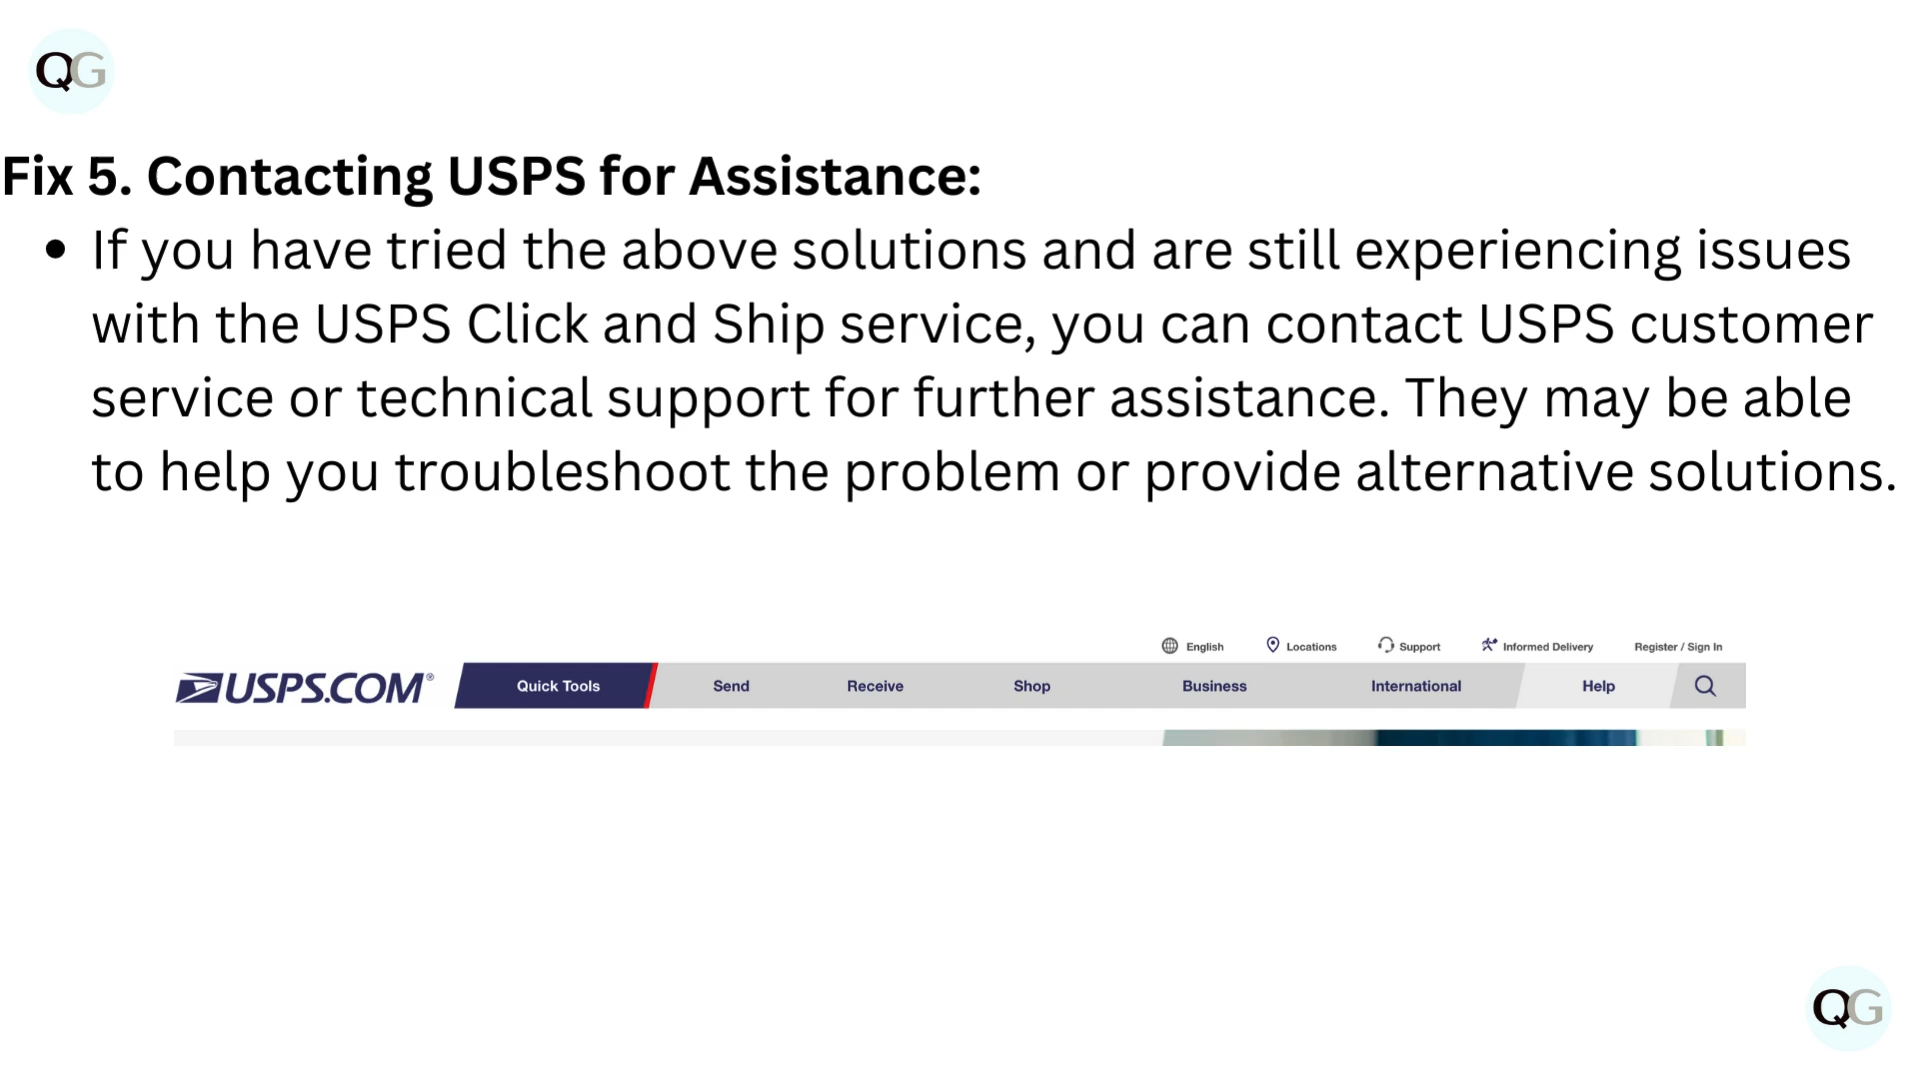 QG
Fix 5. Contacting USPS for Assistance:
• If you have tried the above solutions and are still experiencing issues
with the USPS Click and Ship service, you can contact USPS customer
service or technical support for further assistance. They may be able
to help you troubleshoot the problem or provide alternative solutions.
English Locations Support Informed Delivery Register / Sign In
USPS.COM® Quick Tools Send Receive Shop Business International Help
QG